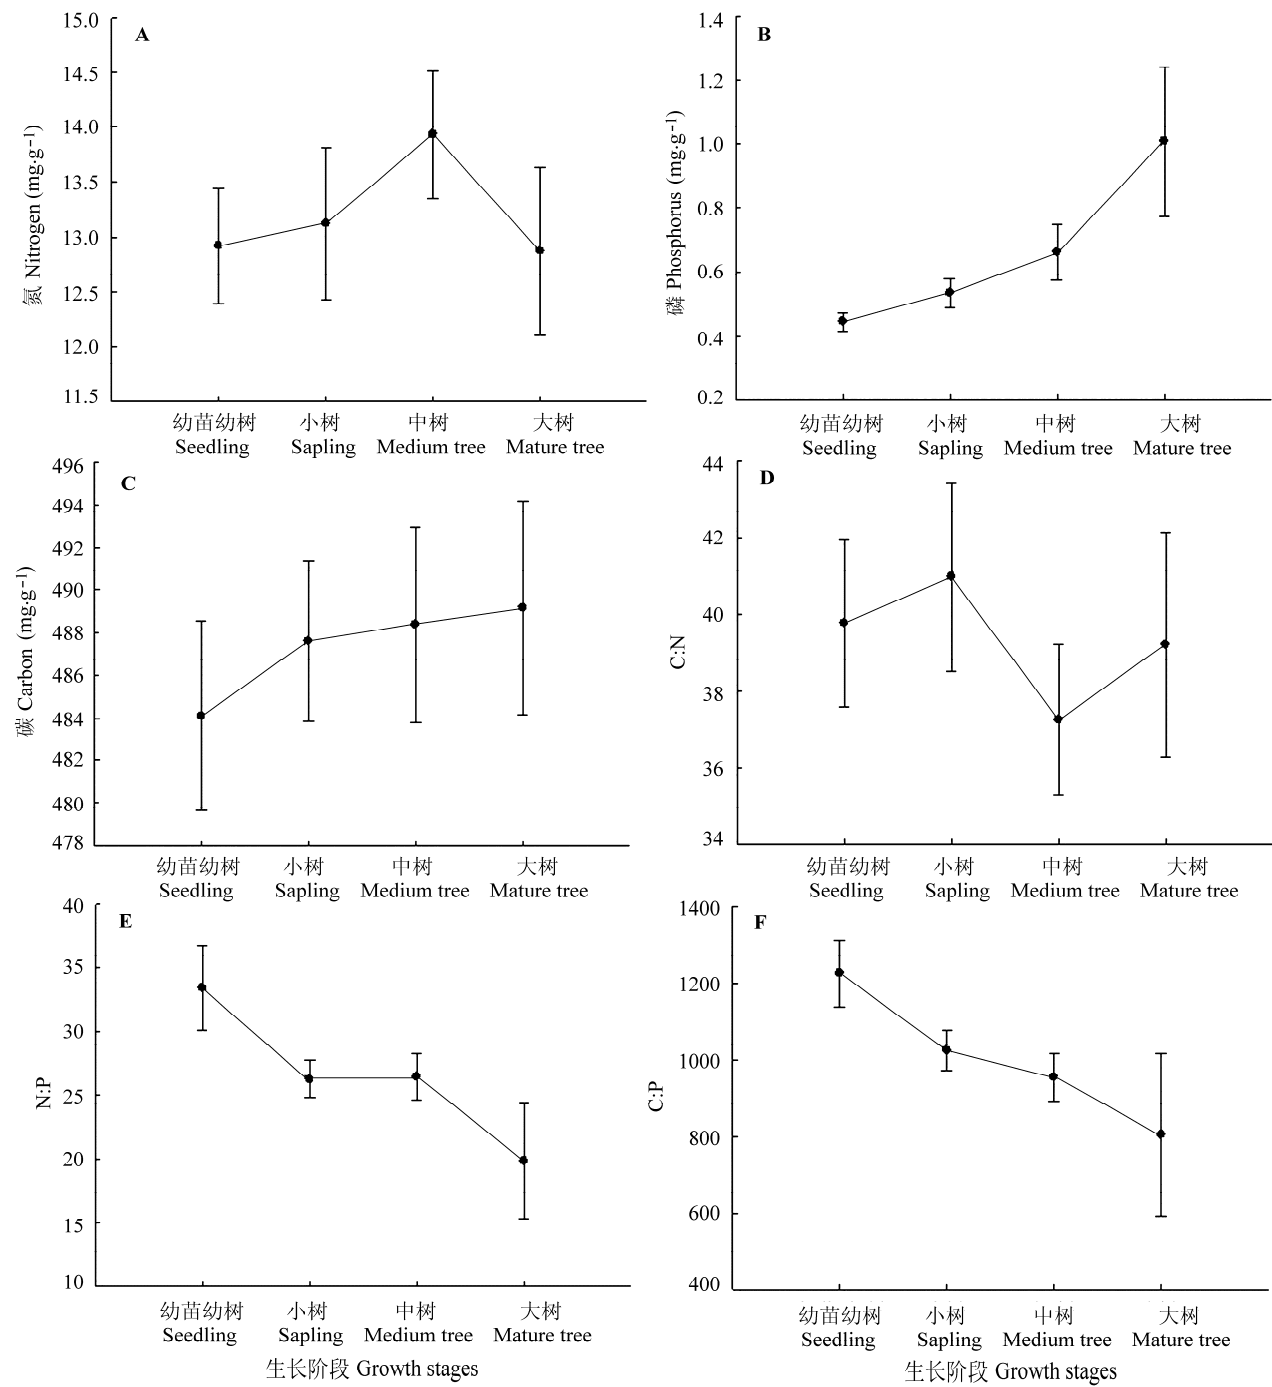 A
氮 Nitrogen (mg·g⁻¹)
15.0
14.5
14.0
13.5
13.0
12.5
12.0
11.5
幼苗幼树 小树 中树 大树
Seedling Sapling Medium tree Mature tree
B
磷 Phosphorus (mg·g⁻¹)
1.4
1.2
1.0
0.8
0.6
0.4
0.2
幼苗幼树 小树 中树 大树
Seedling Sapling Medium tree Mature tree
C
碳 Carbon (mg·g⁻¹)
496
494
492
490
488
486
484
482
480
478
幼苗幼树 小树 中树 大树
Seedling Sapling Medium tree Mature tree
D
C:N
44
42
40
38
36
34
幼苗幼树 小树 中树 大树
Seedling Sapling Medium tree Mature tree
E
N:P
40
35
30
25
20
15
10
幼苗幼树 小树 中树 大树
Seedling Sapling Medium tree Mature tree
生长阶段 Growth stages
F
C:P
1400
1200
1000
800
600
400
幼苗幼树 小树 中树 大树
Seedling Sapling Medium tree Mature tree
生长阶段 Growth stages